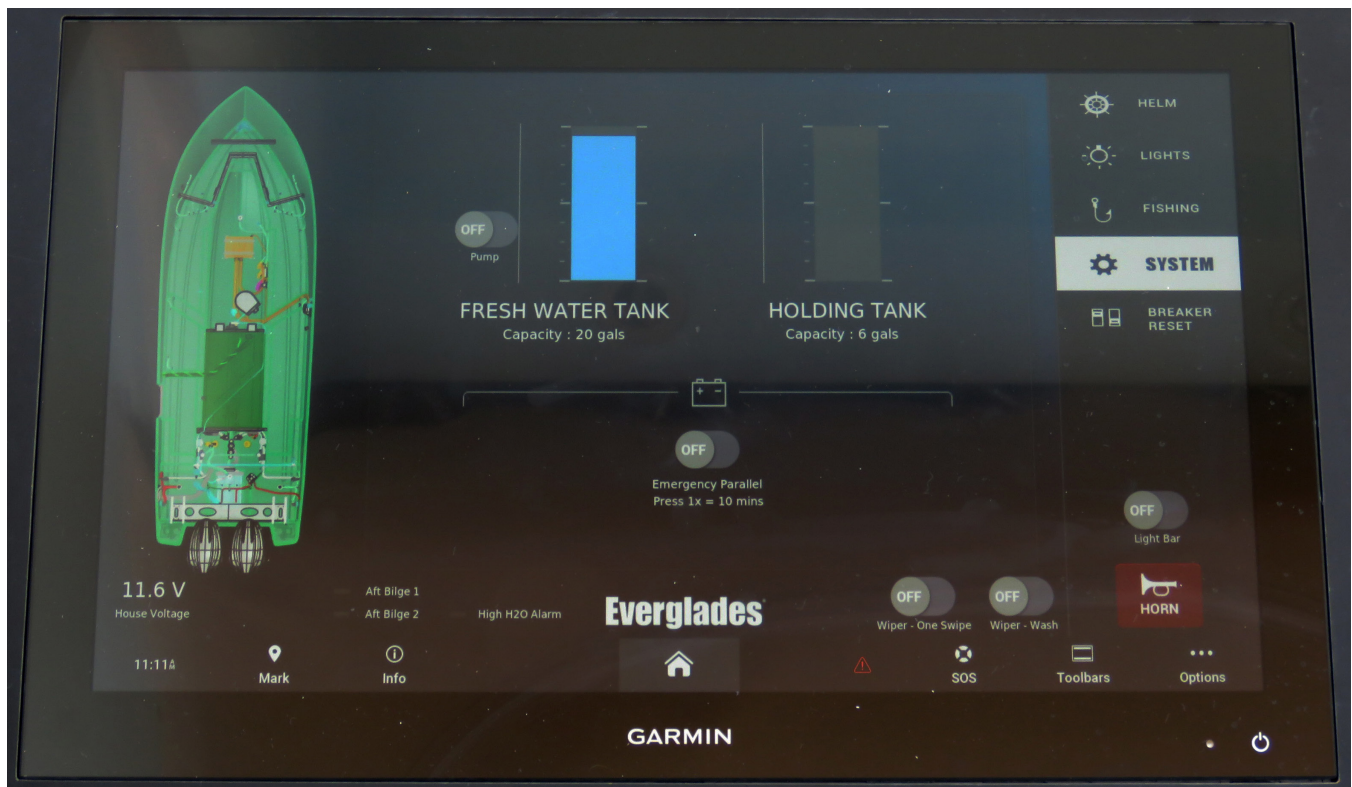 HELM
LIGHTS
FISHING
SYSTEM
BREAKER
RESET
OFF
Pump
FRESH WATER TANK
Capacity : 20 gals
HOLDING TANK
Capacity : 6 gals
+ -
OFF
Emergency Parallel
Press 1x = 10 mins
OFF
Light Bar
HORN
11.6 V
House Voltage
Aft Bilge 1
Aft Bilge 2
High H2O Alarm
Everglades
OFF
Wiper - One Swipe
OFF
Wiper - Wash
11:11
Mark
Info
SOS
Toolbars
Options
GARMIN